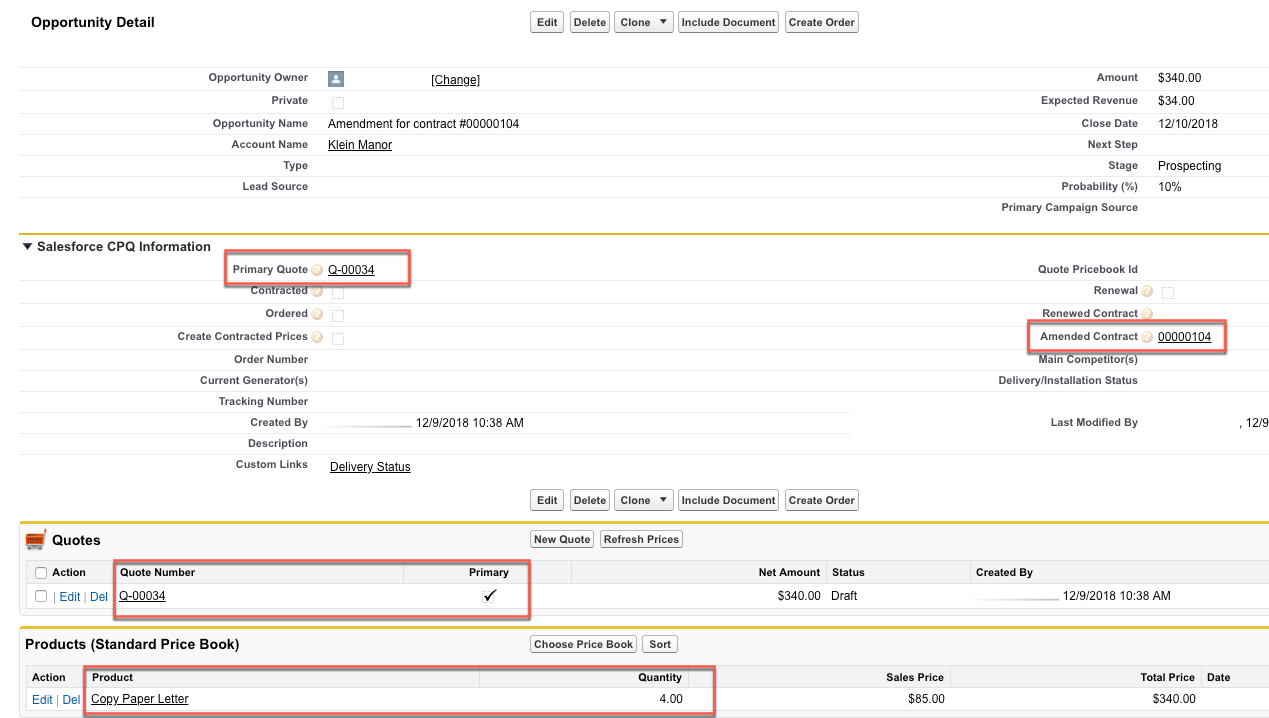 Opportunity Detail Edit Delete Clone Include Document Create Order
Opportunity Owner [Change] Amount $340.00
Private Expected Revenue $34.00
Opportunity Name Amendment for contract #00000104 Close Date 12/10/2018
Account Name Klein Manor Next Step
Type Stage Prospecting
Lead Source Probability (%) 10%
Primary Campaign Source
Salesforce CPQ Information
Primary Quote ? Q-00034 Quote Pricebook Id
Contracted ? Renewal ?
Ordered ? Renewed Contract ?
Create Contracted Prices ? Amended Contract ? 00000104
Order Number Main Competitor(s)
Current Generator(s) Delivery/Installation Status
Tracking Number
Created By 12/9/2018 10:38 AM Last Modified By , 12/9
Description
Custom Links Delivery Status
Edit Delete Clone Include Document Create Order
Quotes New Quote Refresh Prices
Action Quote Number Primary Net Amount Status Created By
| Edit | Del Q-00034 $340.00 Draft 12/9/2018 10:38 AM
Products (Standard Price Book) Choose Price Book Sort
Action Product Quantity Sales Price Total Price Date
Edit | Del Copy Paper Letter 4.00 $85.00 $340.00